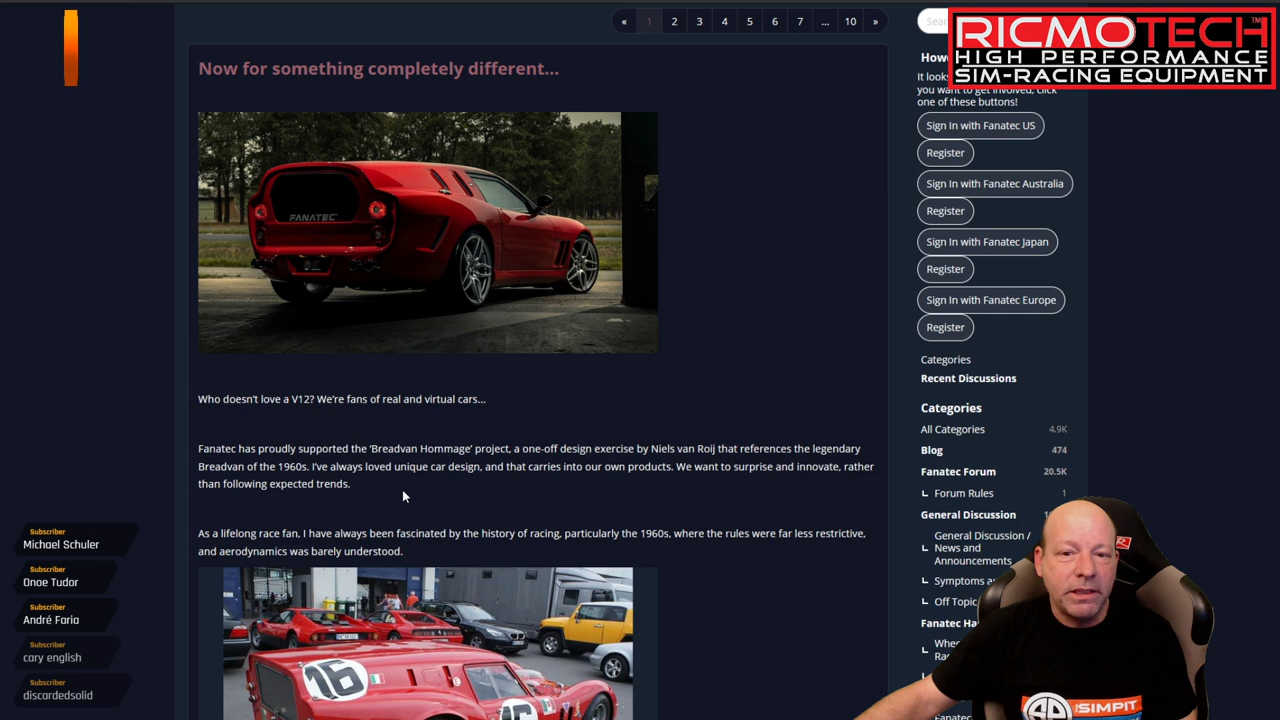 « 1 2 3 4 5 6 7 ... 10 »
Now for something completely different...
FANATEC
Who doesn't love a V12? We're fans of real and virtual cars...
Fanatec has proudly supported the 'Breadvan Hommage' project, a one-off design exercise by Niels van Roij that references the legendary
Breadvan of the 1960s. I've always loved unique car design, and that carries into our own products. We want to surprise and innovate, rather
than following expected trends.
As a lifelong race fan, I have always been fascinated by the history of racing, particularly the 1960s, where the rules were far less restrictive,
and aerodynamics was barely understood.
16
16
RICMOTECH™
HIGH PERFORMANCE
SIM-RACING EQUIPMENT
It looks
you want to get involved, click
one of these buttons!
Sign In with Fanatec US
Register
Sign In with Fanatec Australia
Register
Sign In with Fanatec Japan
Register
Sign In with Fanatec Europe
Register
Categories
Recent Discussions
Categories
All Categories 4.9K
Blog 474
Fanatec Forum 20.5K
Forum Rules 1
General Discussion
General Discussion /
News and
Announcements
Symptoms
Off Topic
Fanatec
Fanatec
SIMPIT
Subscriber
Michael Schuler
Subscriber
Onoe Tudor
Subscriber
André Faria
Subscriber
cary english
Subscriber
discardedsolid